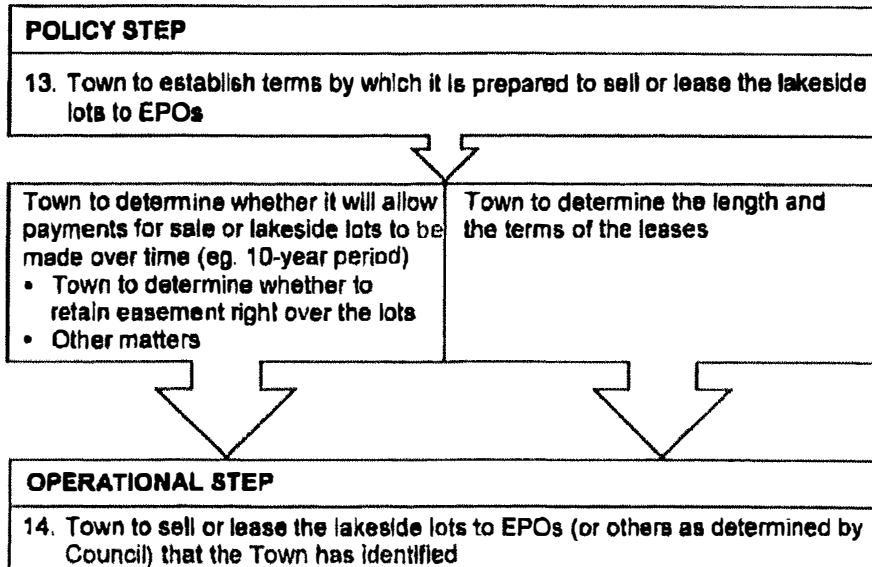 POLICY STEP
13. Town to establish terms by which it is prepared to sell or lease the lakeside
lots to EPOs
Town to determine whether it will allow
payments for sale or lakeside lots to be
made over time (eg. 10-year period)
• Town to determine whether to
retain easement right over the lots
• Other matters
Town to determine the length and
the terms of the leases
OPERATIONAL STEP
14. Town to sell or lease the lakeside lots to EPOs (or others as determined by
Council) that the Town has identified